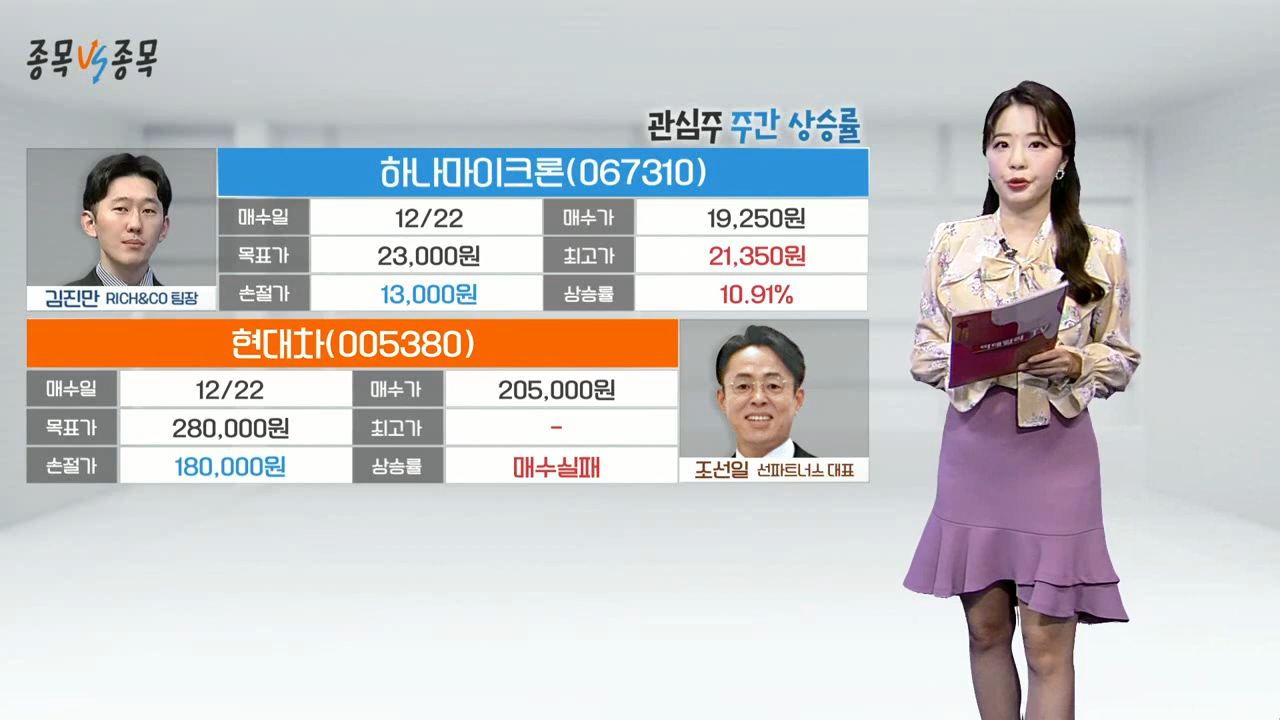 종목VS종목
관심주 주간 상승률
하나마이크론(067310)
매수일 12/22 매수가 19,250원
목표가 23,000원 최고가 21,350원
손절가 13,000원 상승률 10.91%
김진만 RICH&CO 팀장
현대차(005380)
매수일 12/22 매수가 205,000원
목표가 280,000원 최고가 -
손절가 180,000원 상승률 매수실패
조선일 선파트너스 대표
TV